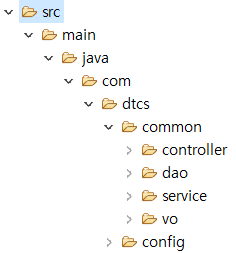 src
main
java
com
dtcs
common
controller
dao
service
vo
config